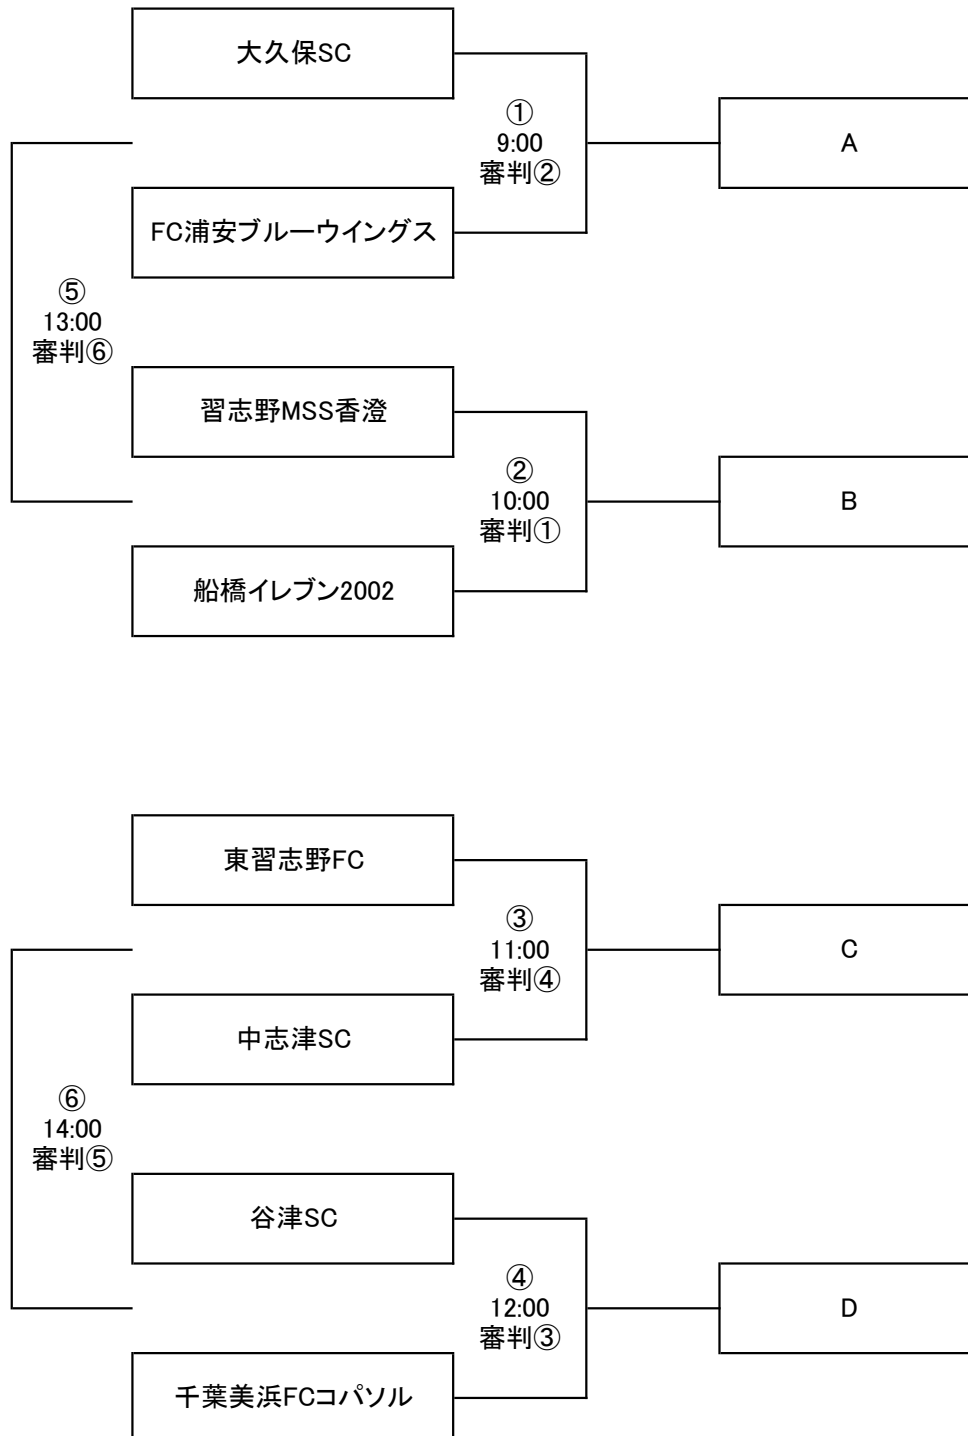 大久保SC
①
9:00
審判②
A
FC浦安ブルーウイングス
⑤
13:00
審判⑥
習志野MSS香澄
②
10:00
審判①
B
船橋イレブン2002
東習志野FC
③
11:00
審判④
C
中志津SC
⑥
14:00
審判⑤
谷津SC
④
12:00
審判③
D
千葉美浜FCコパソル